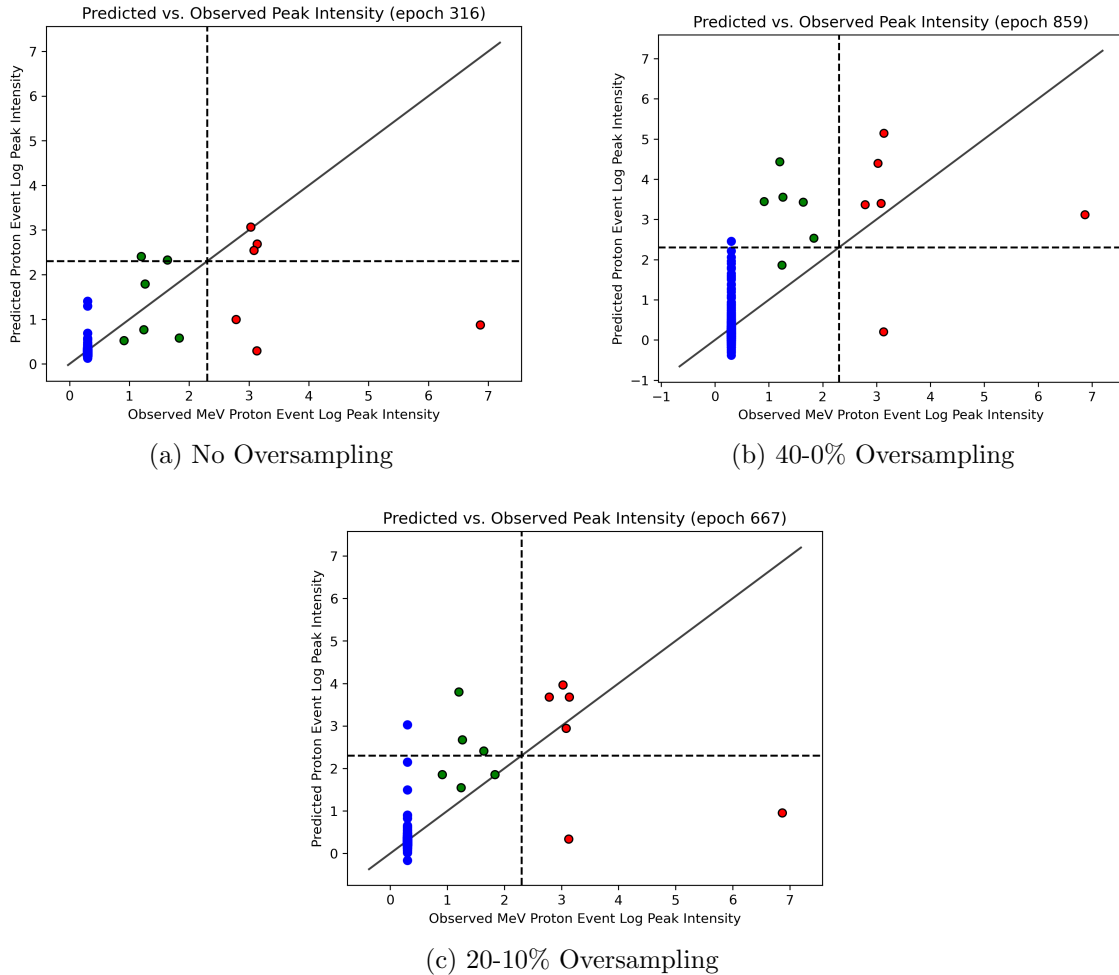 Predicted vs. Observed Peak Intensity (epoch 316)
Predicted Proton Event Log Peak Intensity
7
6
5
4
3
2
1
0
0 1 2 3 4 5 6 7
Observed MeV Proton Event Log Peak Intensity
(a) No Oversampling
Predicted vs. Observed Peak Intensity (epoch 859)
Predicted Proton Event Log Peak Intensity
7
6
5
4
3
2
1
0
−1
−1 0 1 2 3 4 5 6 7
Observed MeV Proton Event Log Peak Intensity
(b) 40-0% Oversampling
Predicted vs. Observed Peak Intensity (epoch 667)
Predicted Proton Event Log Peak Intensity
7
6
5
4
3
2
1
0
0 1 2 3 4 5 6 7
Observed MeV Proton Event Log Peak Intensity
(c) 20-10% Oversampling